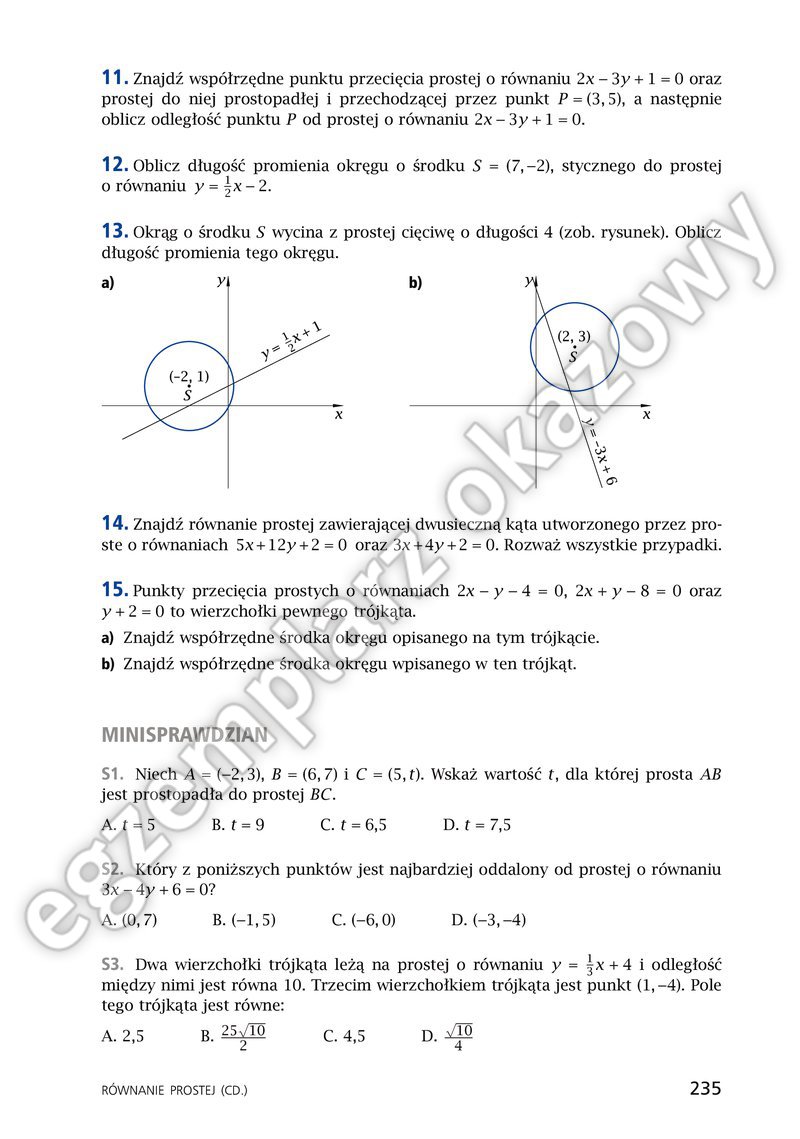 11. Znajdź współrzędne punktu przecięcia prostej o równaniu 2x − 3y + 1 = 0 oraz
prostej do niej prostopadłej i przechodzącej przez punkt P = (3, 5), a następnie
oblicz odległość punktu P od prostej o równaniu 2x − 3y + 1 = 0.
12. Oblicz długość promienia okręgu o środku S = (7, −2), stycznego do prostej
o równaniu y = 1/2 x − 2.
13. Okrąg o środku S wycina z prostej cięciwę o długości 4 (zob. rysunek). Oblicz
długość promienia tego okręgu.
a)
y
y = 1/2 x + 1
(−2, 1)
S
x
b)
y
(2, 3)
S
x
y = −3x + 6
14. Znajdź równanie prostej zawierającej dwusieczną kąta utworzonego przez pro-
ste o równaniach 5x + 12y + 2 = 0 oraz 3x + 4y + 2 = 0. Rozważ wszystkie przypadki.
15. Punkty przecięcia prostych o równaniach 2x − y − 4 = 0, 2x + y − 8 = 0 oraz
y + 2 = 0 to wierzchołki pewnego trójkąta.
a) Znajdź współrzędne środka okręgu opisanego na tym trójkącie.
b) Znajdź współrzędne środka okręgu wpisanego w ten trójkąt.
MINISPRAWDZIAN
S1. Niech A = (−2, 3), B = (6, 7) i C = (5, t). Wskaż wartość t, dla której prosta AB
jest prostopadła do prostej BC.
A. t = 5 B. t = 9 C. t = 6,5 D. t = 7,5
S2. Który z poniższych punktów jest najbardziej oddalony od prostej o równaniu
3x − 4y + 6 = 0?
A. (0, 7) B. (−1, 5) C. (−6, 0) D. (−3, −4)
S3. Dwa wierzchołki trójkąta leżą na prostej o równaniu y = 1/3 x + 4 i odległość
między nimi jest równa 10. Trzecim wierzchołkiem trójkąta jest punkt (1, −4). Pole
tego trójkąta jest równe:
A. 2,5 B. 25√10/2 C. 4,5 D. √10/4
RÓWNANIE PROSTEJ (CD.) 235
egzemplarz okazowy